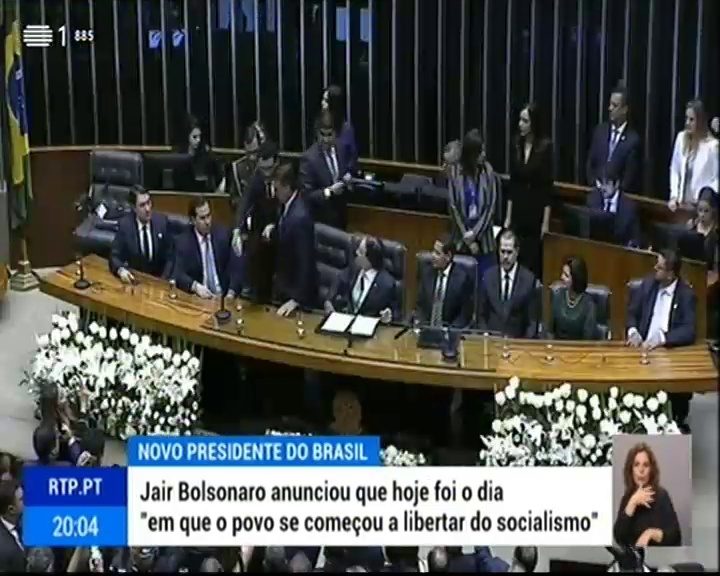 1 885
NOVO PRESIDENTE DO BRASIL
RTP.PT
Jair Bolsonaro anunciou que hoje foi o dia
20:04
"em que o povo se começou a libertar do socialismo"